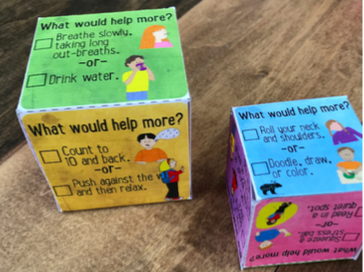 What would help more?
Breathe slowly,
taking long
out-breaths.
-or-
Drink water.
What would help more?
Count to
10 and back.
-or-
Push against the
and then relax.
What would help more?
Roll your neck
and shoulders.
-or-
Doodle, draw,
or color.
What would help more?
Squeeze a
stress ball.
-or-
Read in a
quiet spot.